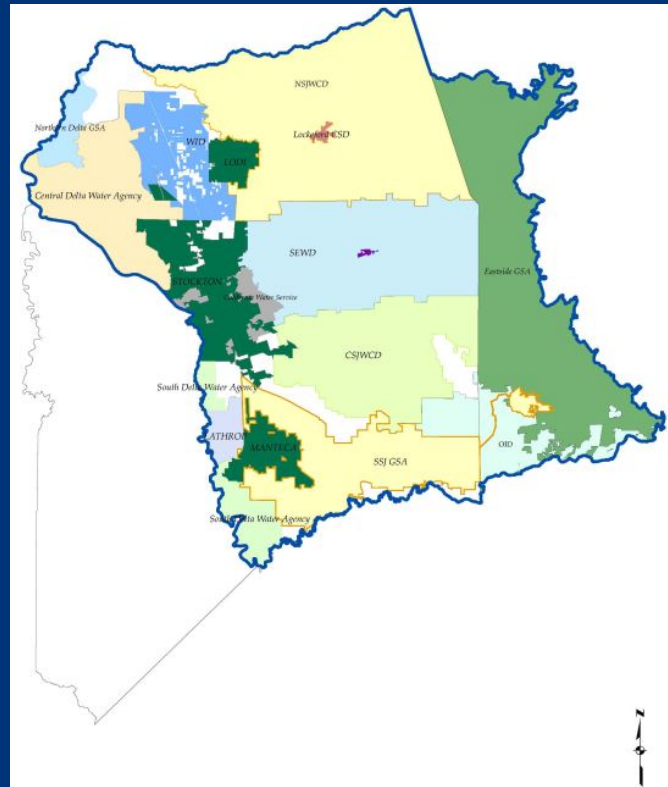 NSJWCD
Northern Delta GSA
Lockeford CSD
WID
LODI
Central Delta Water Agency
SEWD
Eastside GSA
STOCKTON
Water Service
CSJWCD
South Delta Water Agency
ATHROP
MANTECA
OID
SSJ GSA
South Delta Water Agency
N